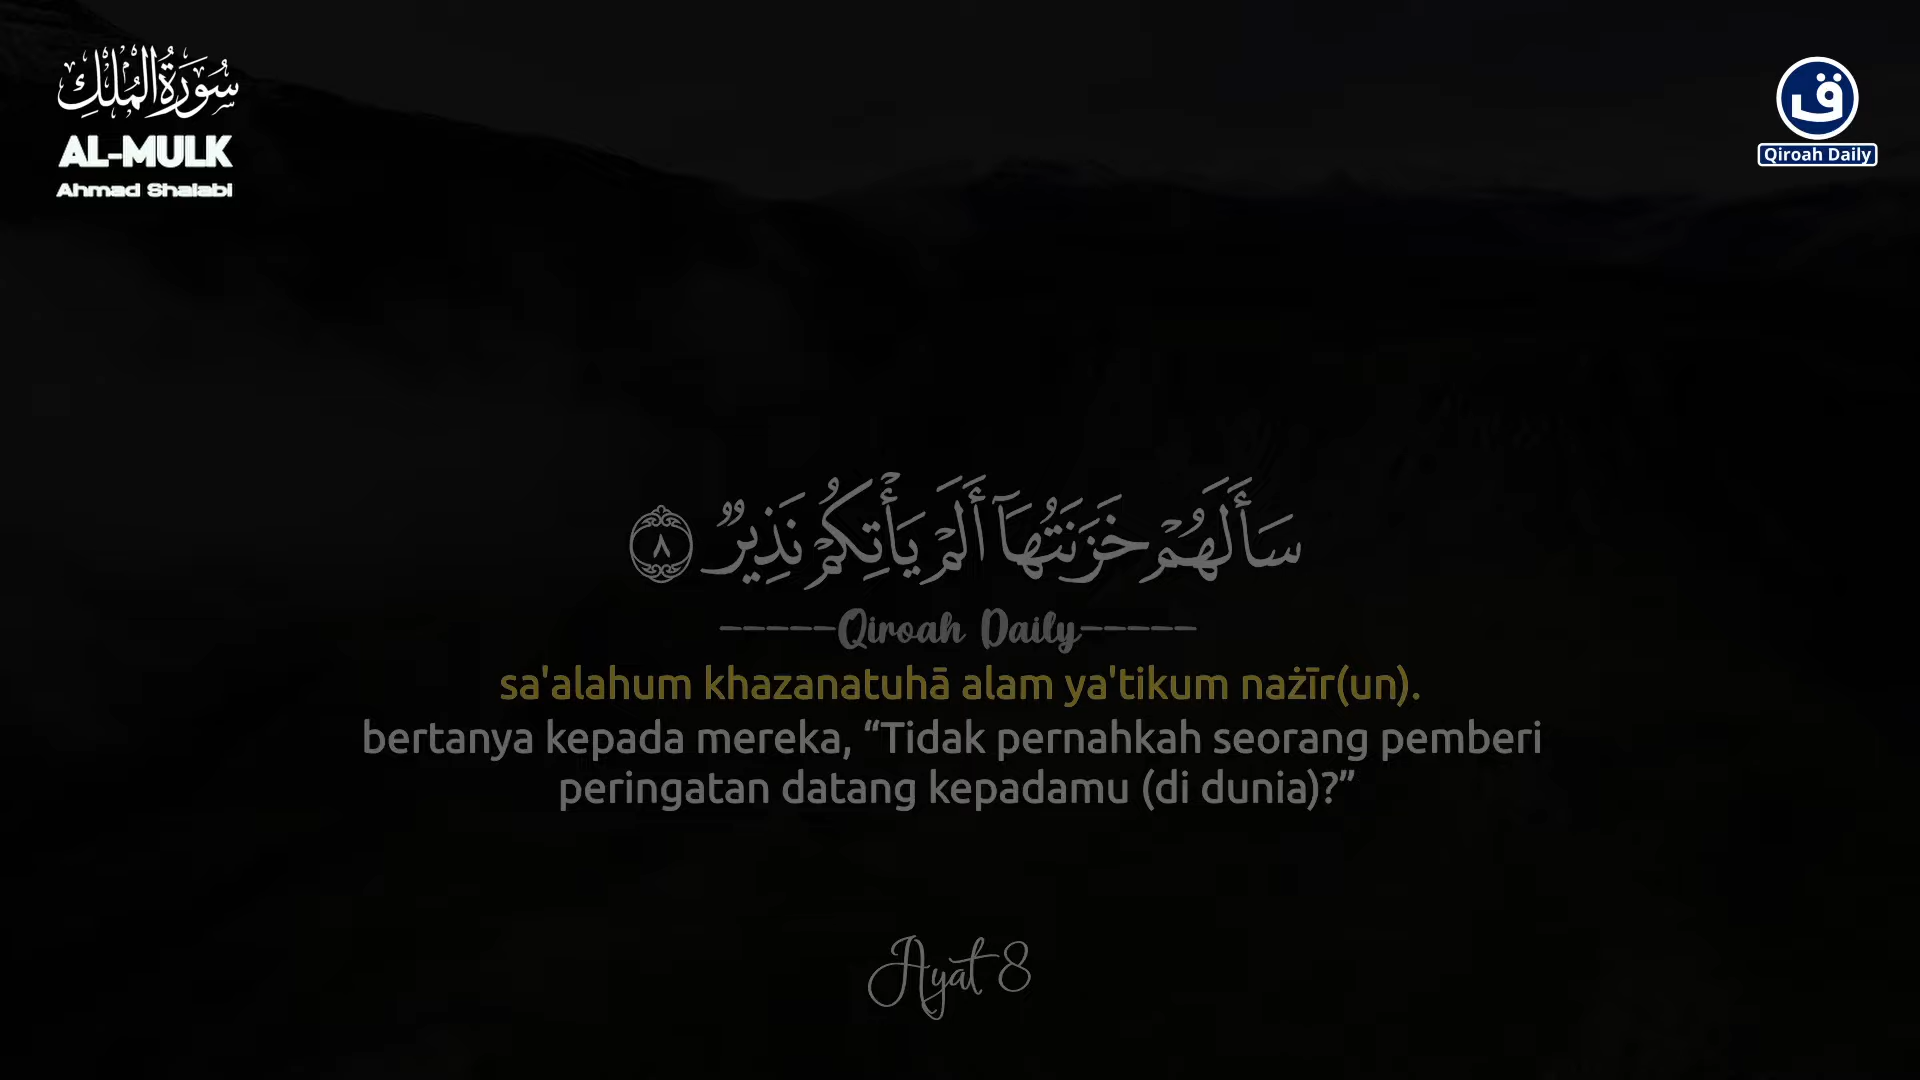 سُورَةُ الْمُلْكِ
AL-MULK
Ahmad Shalabi
ق
Qiroah Daily
سَأَلَهُمْ خَزَنَتُهَآ أَلَمْ يَأْتِكُمْ نَذِيرٌ ٨
-----Qiroah Daily-----
sa'alahum khazanatuhā alam ya'tikum nażīr(un).
bertanya kepada mereka, “Tidak pernahkah seorang pemberi
peringatan datang kepadamu (di dunia)?”
Ayat 8